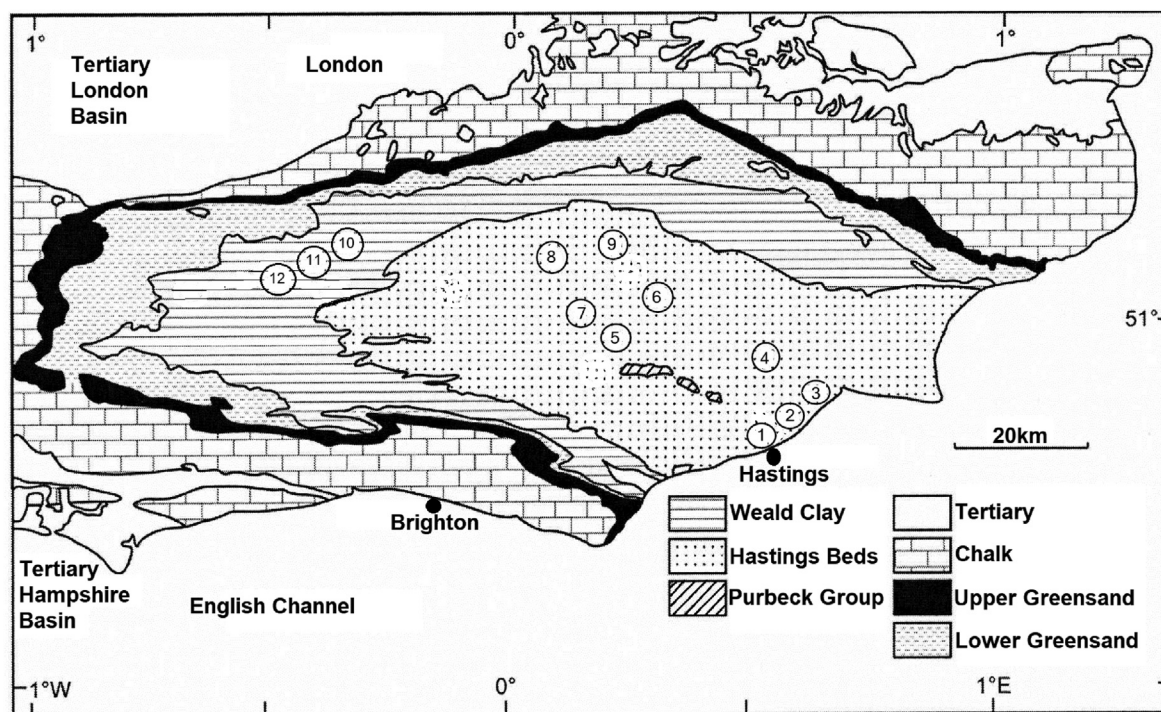 1°
0°
1°
Tertiary
London
Basin
London
10
11
12
8
9
6
7
5
4
3
2
1
51°
20km
Hastings
Brighton
Tertiary
Hampshire
Basin
English Channel
Weald Clay
Hastings Beds
Purbeck Group
Tertiary
Chalk
Upper Greensand
Lower Greensand
1°W
0°
1°E